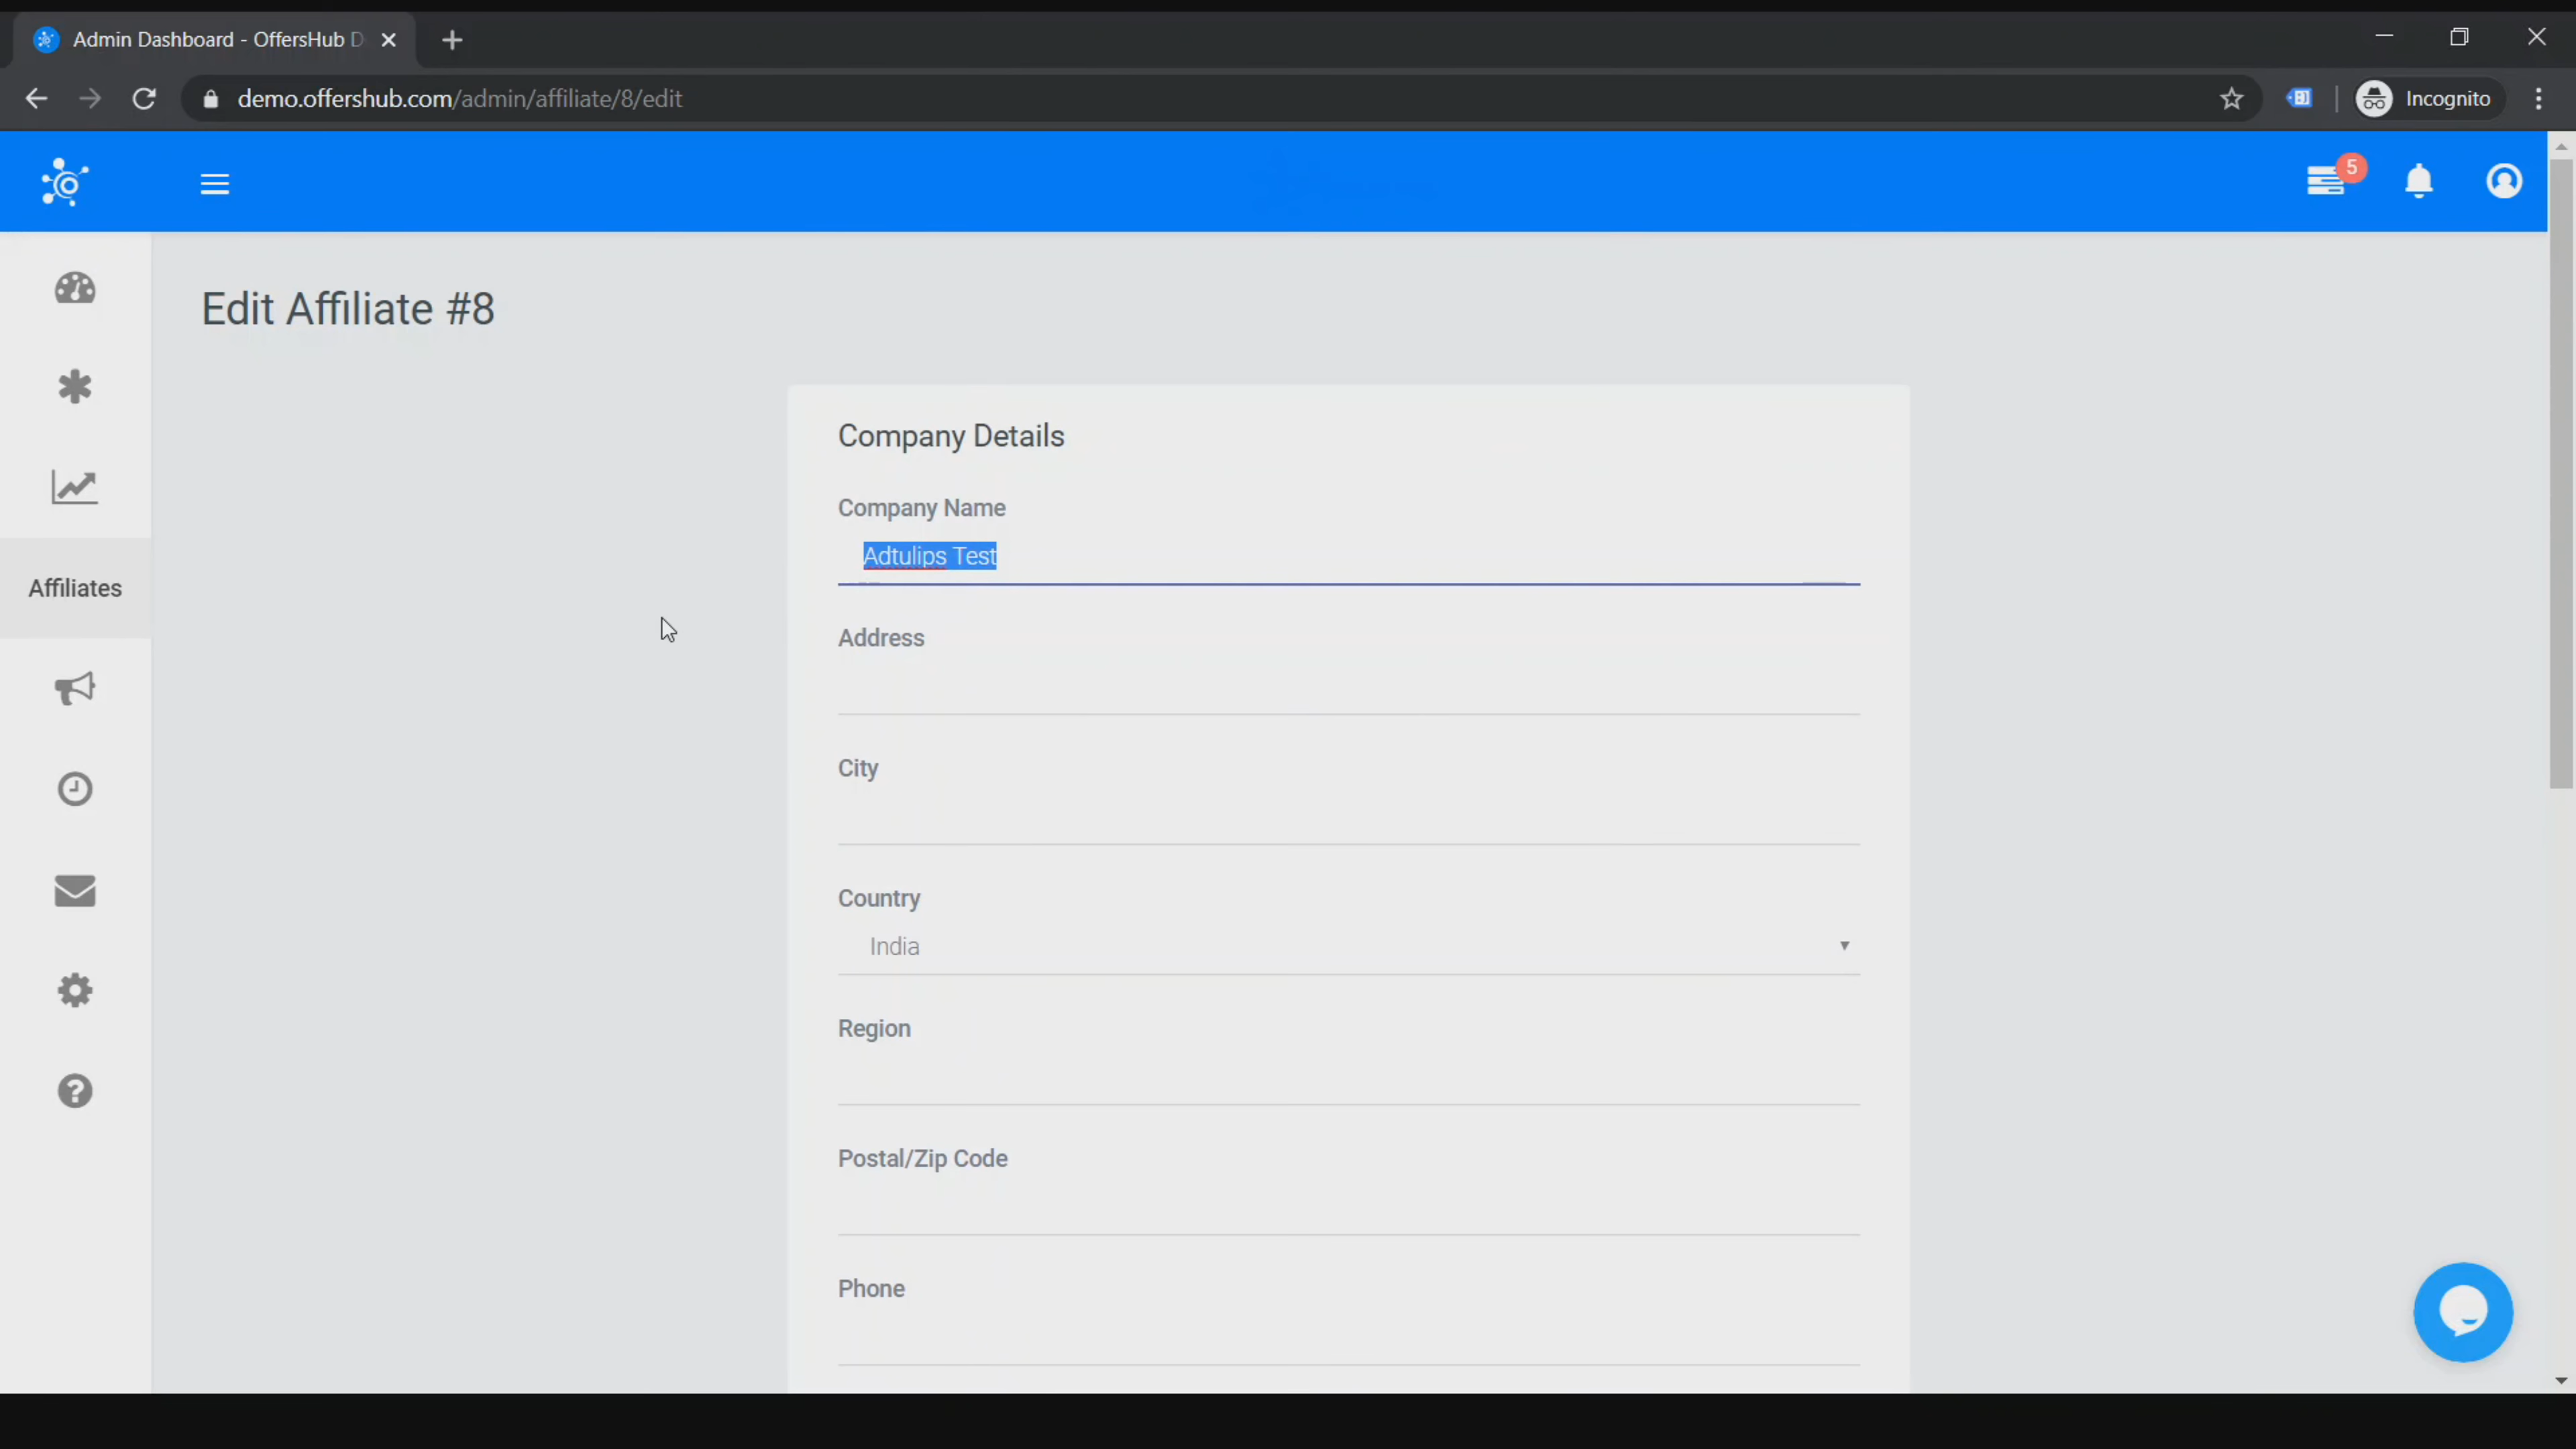 Admin Dashboard - OffersHub D
demo.offershub.com/admin/affiliate/8/edit
Incognito
5
Edit Affiliate #8
Company Details
Company Name
Adtulips Test
Affiliates
Address
City
Country
India
Region
Postal/Zip Code
Phone